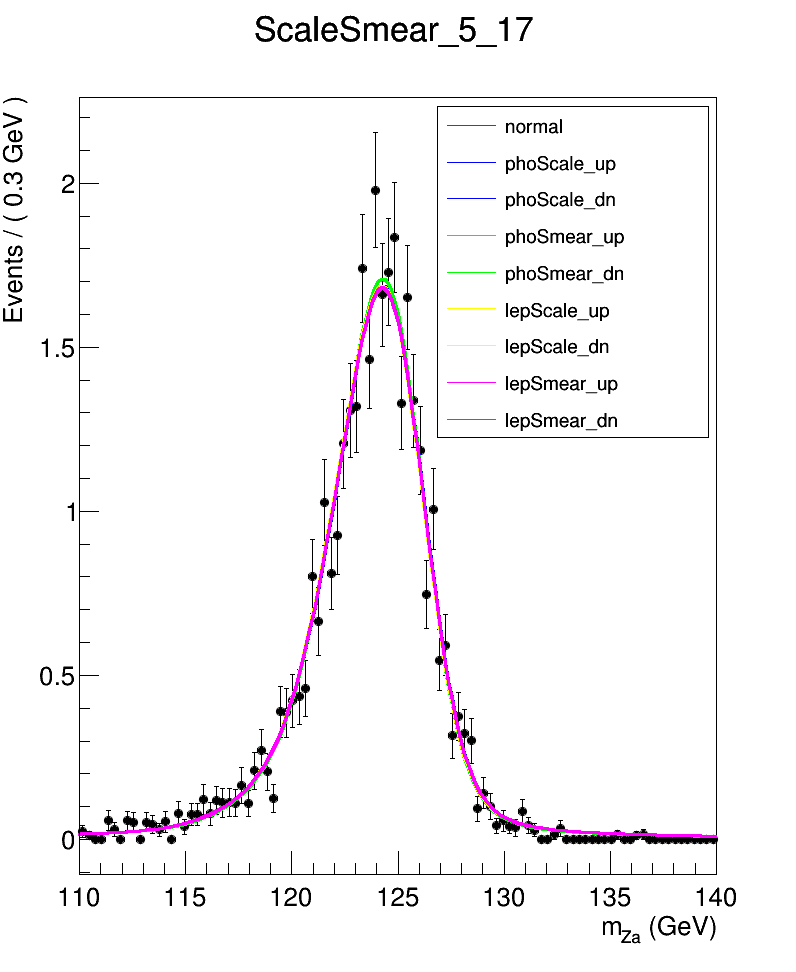 ScaleSmear_5_17
Events / ( 0.3 GeV )
normal
phoScale_up
phoScale_dn
phoSmear_up
phoSmear_dn
lepScale_up
lepScale_dn
lepSmear_up
lepSmear_dn
2
1.5
1
0.5
0
110 115 120 125 130 135 140
mZa (GeV)